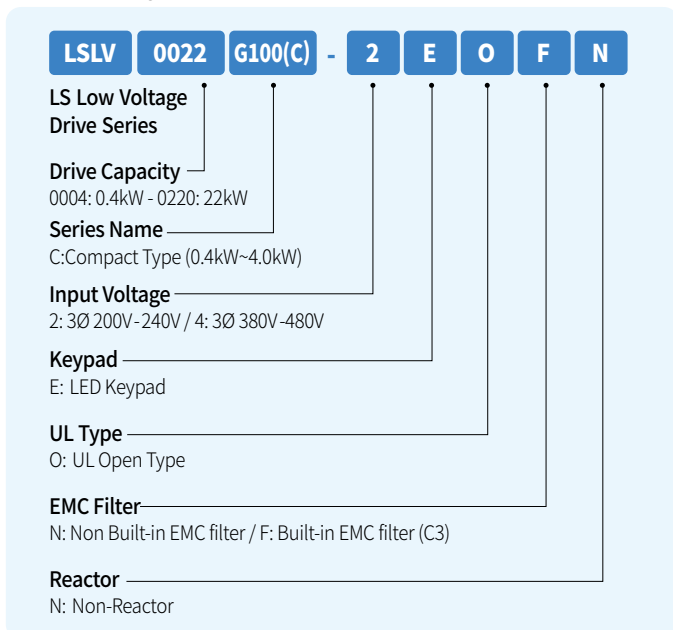 LSLV 0022 G100(C) - 2 E O F N
LS Low Voltage
Drive Series
Drive Capacity
0004: 0.4kW - 0220: 22kW
Series Name
C:Compact Type (0.4kW~4.0kW)
Input Voltage
2: 3Ø 200V-240V / 4: 3Ø 380V-480V
Keypad
E: LED Keypad
UL Type
O: UL Open Type
EMC Filter
N: Non Built-in EMC filter / F: Built-in EMC filter (C3)
Reactor
N: Non-Reactor